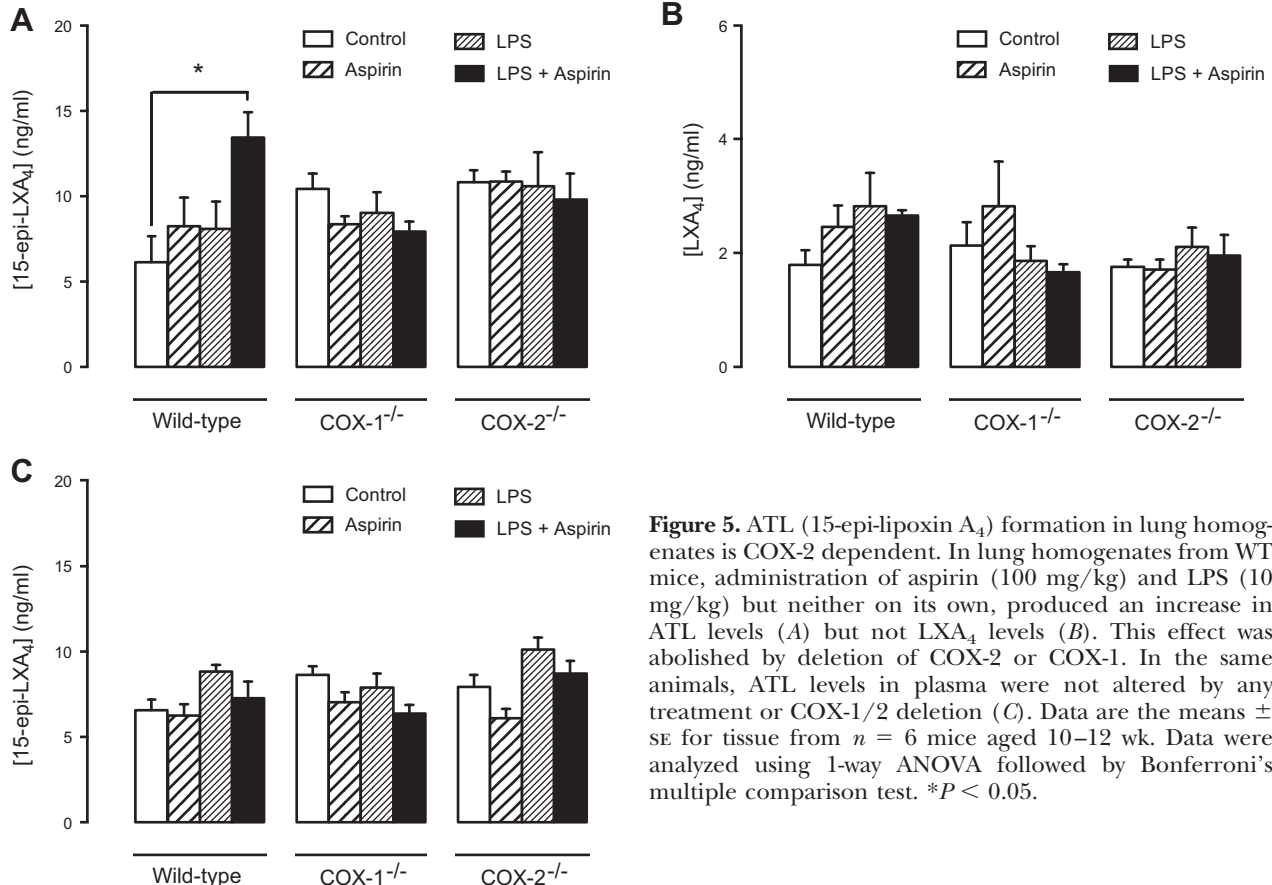 A
20
15
10
5
0
[15-epi-LXA4] (ng/ml)
Control
Aspirin
LPS
LPS + Aspirin
*
Wild-type
COX-1-/-
COX-2-/-
B
6
4
2
0
[LXA4] (ng/ml)
Control
Aspirin
LPS
LPS + Aspirin
Wild-type
COX-1-/-
COX-2-/-
C
20
15
10
5
0
[15-epi-LXA4] (ng/ml)
Control
Aspirin
LPS
LPS + Aspirin
Wild-type
COX-1-/-
COX-2-/-
Figure 5. ATL (15-epi-lipoxin A4) formation in lung homog-
enates is COX-2 dependent. In lung homogenates from WT
mice, administration of aspirin (100 mg/kg) and LPS (10
mg/kg) but neither on its own, produced an increase in
ATL levels (A) but not LXA4 levels (B). This effect was
abolished by deletion of COX-2 or COX-1. In the same
animals, ATL levels in plasma were not altered by any
treatment or COX-1/2 deletion (C). Data are the means ±
SE for tissue from n = 6 mice aged 10–12 wk. Data were
analyzed using 1-way ANOVA followed by Bonferroni's
multiple comparison test. *P < 0.05.